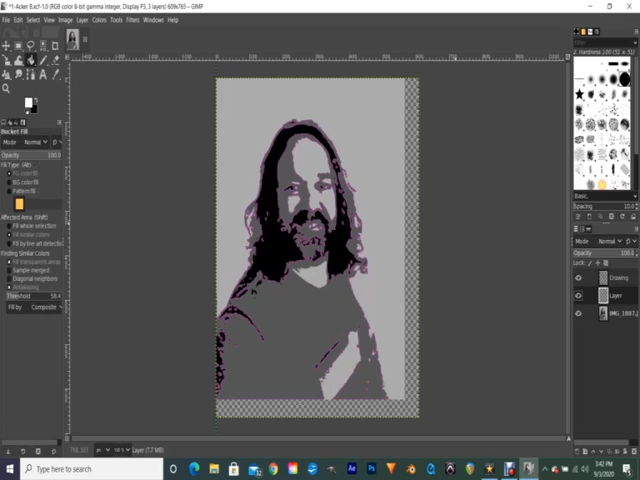 *1-Acker B.xcf-1.0 (RGB color 8-bit gamma integer, Display P3, 3 layers) 609x765 – GIMP
File Edit Select View Image Layer Colors Tools Filters Windows Help
Bucket Fill
Mode Normal
Opacity 100.0
Fill Type (Alt)
FG color fill
BG color fill
Pattern fill
Affected Area (Shift)
Fill whole selection
Fill similar colors
Fill by line art detection
Finding Similar Colors
Fill transparent areas
Sample merged
Diagonal neighbors
Antialiasing
Threshold 58.4
Fill by Composite
2. Hardness 100 (51 x 51)
Basic,
Spacing 10.0
Mode Normal
Opacity 100.0
Lock:
Drawing
Layer
px
Layer (7.7 MB)
Type here to search
3:42 PM
9/3/2020